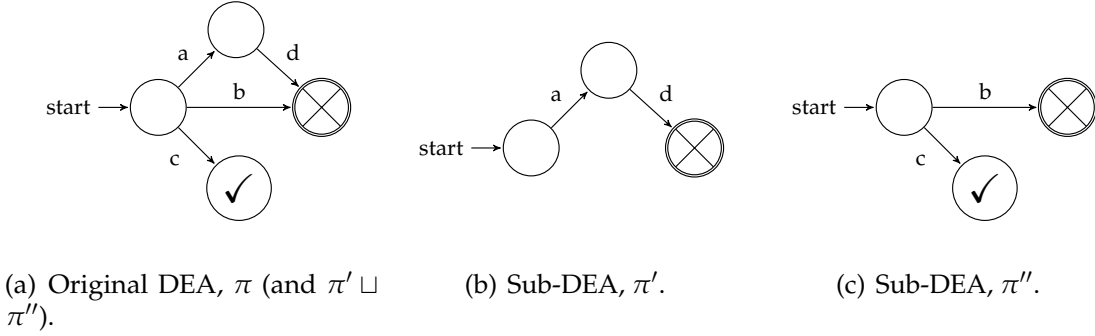 a
d
start
b
c
✓
a
d
start
start
b
c
✓
(a) Original DEA, π (and π′ ⊔
π″).
(b) Sub-DEA, π′.
(c) Sub-DEA, π″.